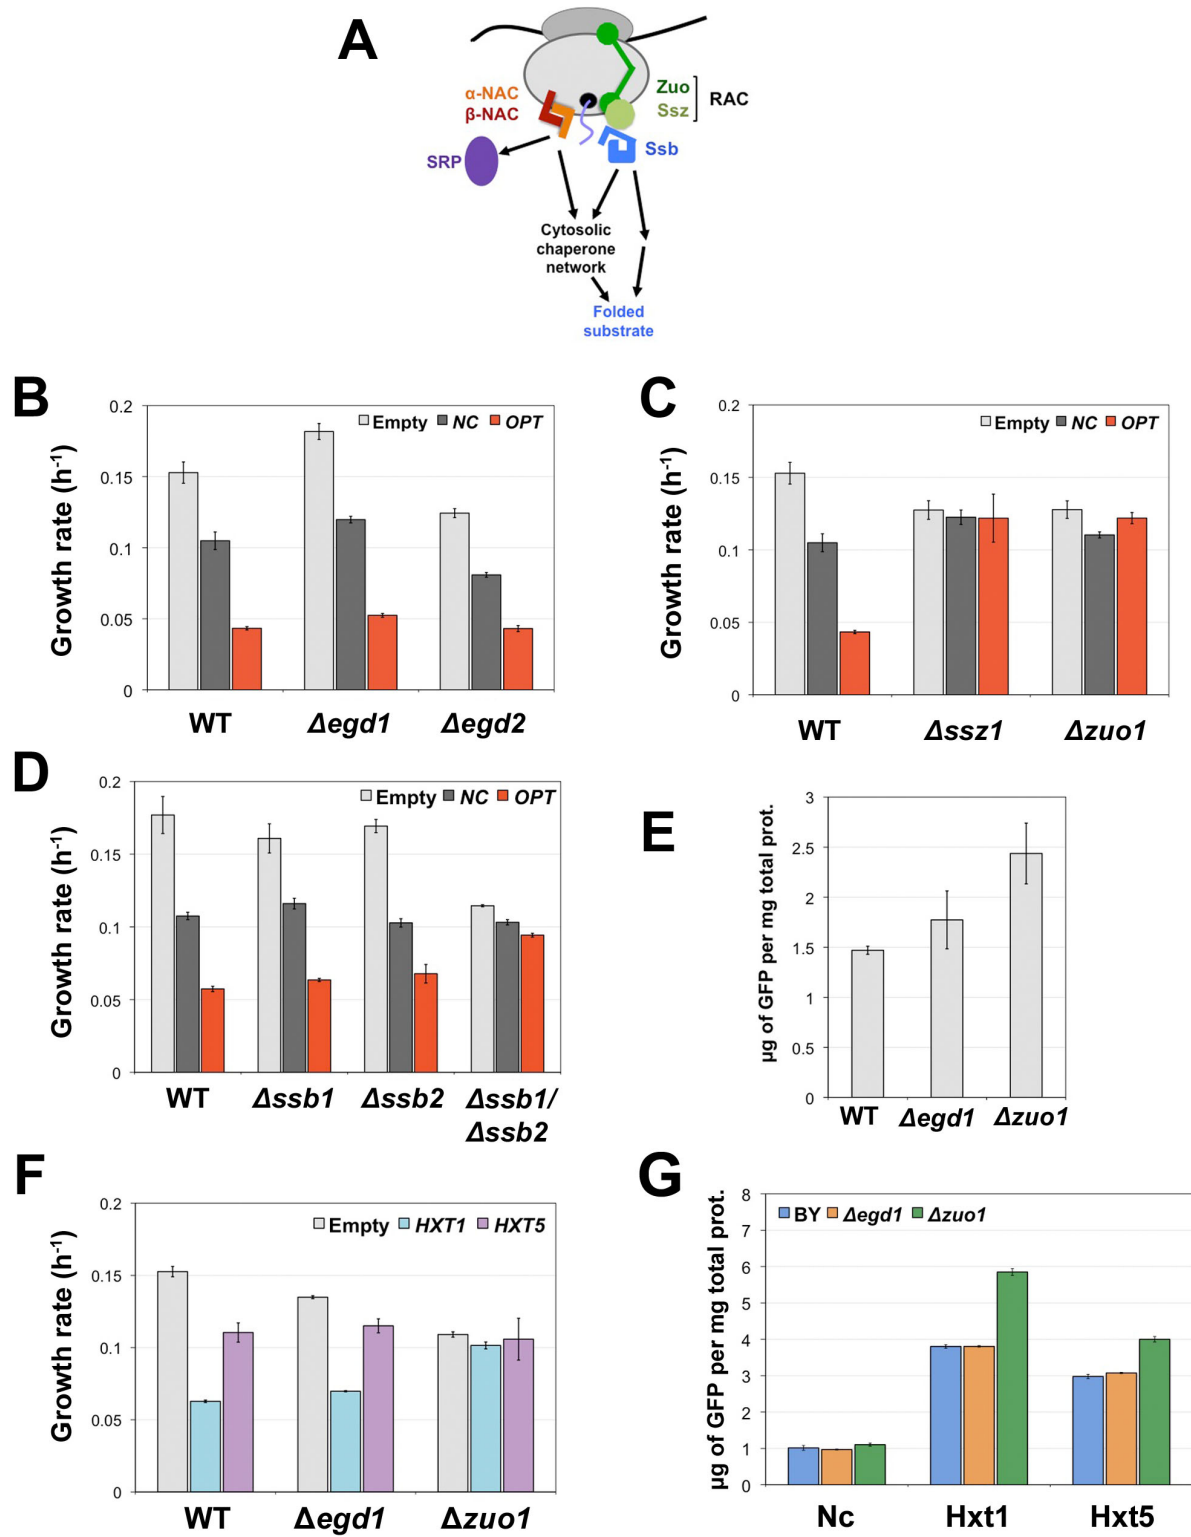 A
α-NAC
β-NAC
Zuo
Ssz
RAC
SRP
Ssb
Cytosolic
chaperone
network
Folded
substrate
B
Growth rate (h⁻¹)
0.2
0.15
0.1
0.05
0
Empty NC OPT
WT Δegd1 Δegd2
C
Growth rate (h⁻¹)
0.2
0.15
0.1
0.05
0
Empty NC OPT
WT Δssz1 Δzuo1
D
Growth rate (h⁻¹)
0.2
0.15
0.1
0.05
0
Empty NC OPT
WT Δssb1 Δssb2 Δssb1/
Δssb2
E
µg of GFP per mg total prot.
3
2.5
2
1.5
1
0.5
0
WT Δegd1 Δzuo1
F
Growth rate (h⁻¹)
0.2
0.15
0.1
0.05
0
Empty HXT1 HXT5
WT Δegd1 Δzuo1
G
µg of GFP per mg total prot.
8
7
6
5
4
3
2
1
0
BY Δegd1 Δzuo1
Nc Hxt1 Hxt5